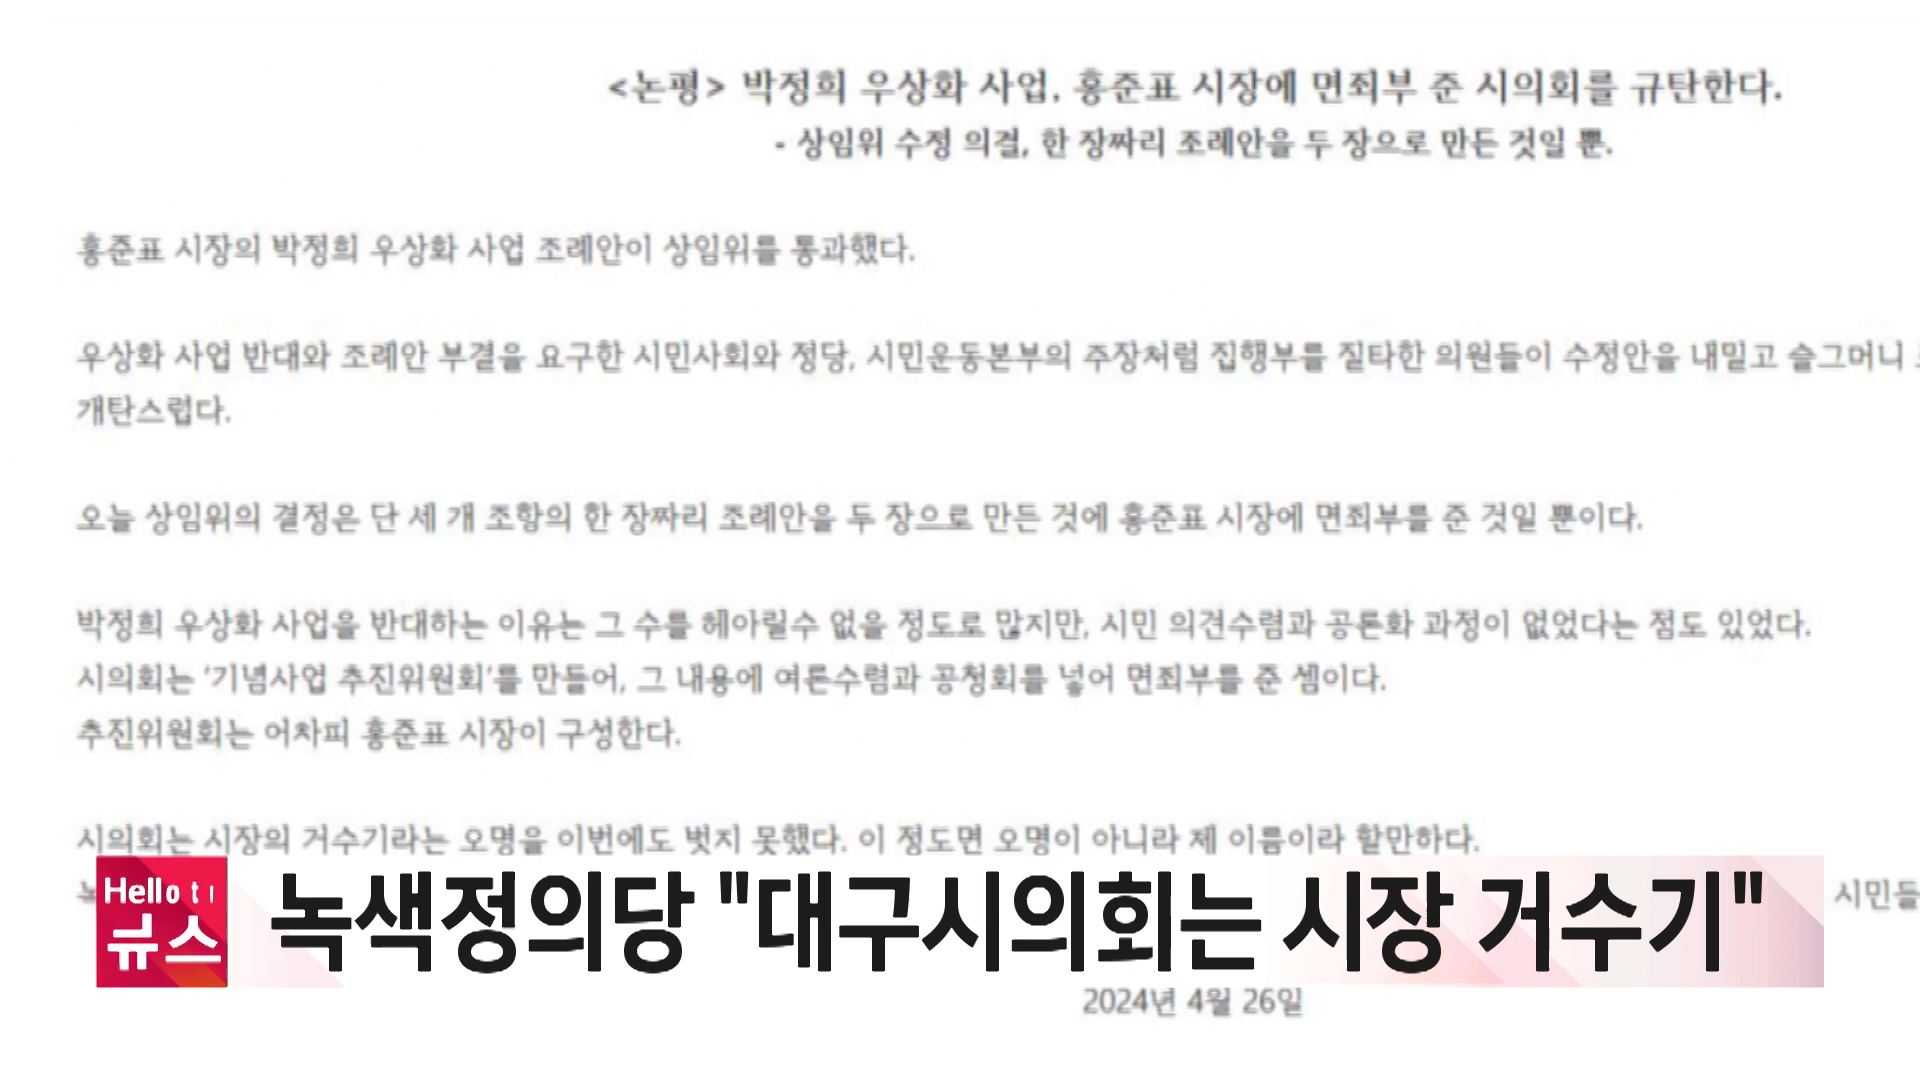 <논평> 박정희 우상화 사업, 홍준표 시장에 면죄부 준 시의회를 규탄한다.
- 상임위 수정 의결, 한 장짜리 조례안을 두 장으로 만든 것일 뿐.
홍준표 시장의 박정희 우상화 사업 조례안이 상임위를 통과했다.
우상화 사업 반대와 조례안 부결을 요구한 시민사회와 정당, 시민운동본부의 주장처럼 집행부를 질타한 의원들이 수정안을 내밀고 슬그머니
개탄스럽다.
오늘 상임위의 결정은 단 세 개 조항의 한 장짜리 조례안을 두 장으로 만든 것에 홍준표 시장에 면죄부를 준 것일 뿐이다.
박정희 우상화 사업을 반대하는 이유는 그 수를 헤아릴수 없을 정도로 많지만, 시민 의견수렴과 공론화 과정이 없었다는 점도 있었다.
시의회는 '기념사업 추진위원회'를 만들어, 그 내용에 여론수렴과 공청회를 넣어 면죄부를 준 셈이다.
추진위원회는 어차피 홍준표 시장이 구성한다.
시의회는 시장의 거수기라는 오명을 이번에도 벗지 못했다. 이 정도면 오명이 아니라 제 이름이라 할만하다.
시민들
Hello t
뉴스
녹색정의당 "대구시의회는 시장 거수기"
2024년 4월 26일